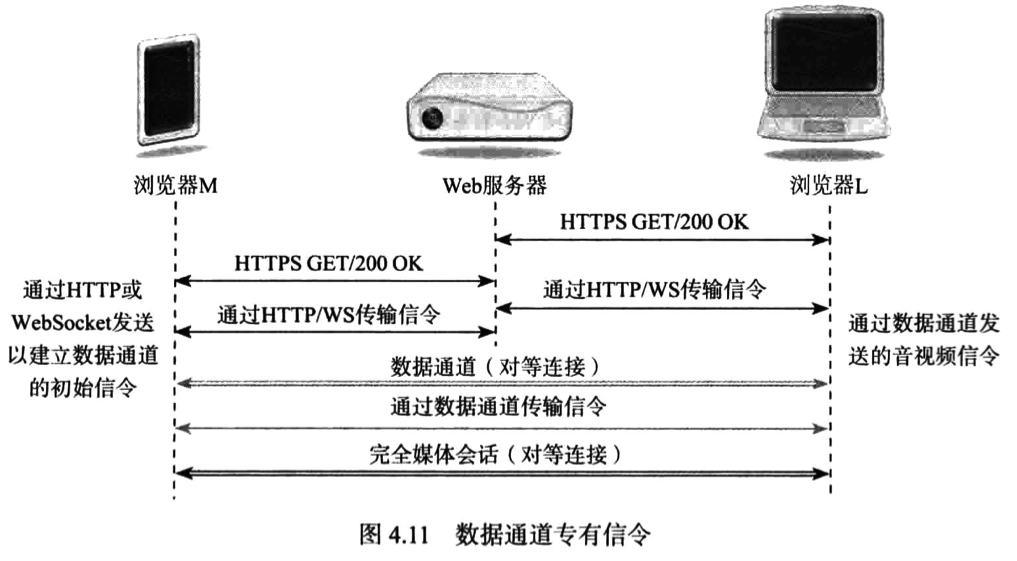 浏览器M
Web服务器
浏览器L
HTTPS GET/200 OK
HTTPS GET/200 OK
通过HTTP/WS传输信令
通过HTTP/WS传输信令
通过HTTP或
WebSocket发送
以建立数据通道
的初始信令
通过数据通道发
送的音视频信令
数据通道（对等连接）
通过数据通道传输信令
完全媒体会话（对等连接）
图 4.11 数据通道专有信令